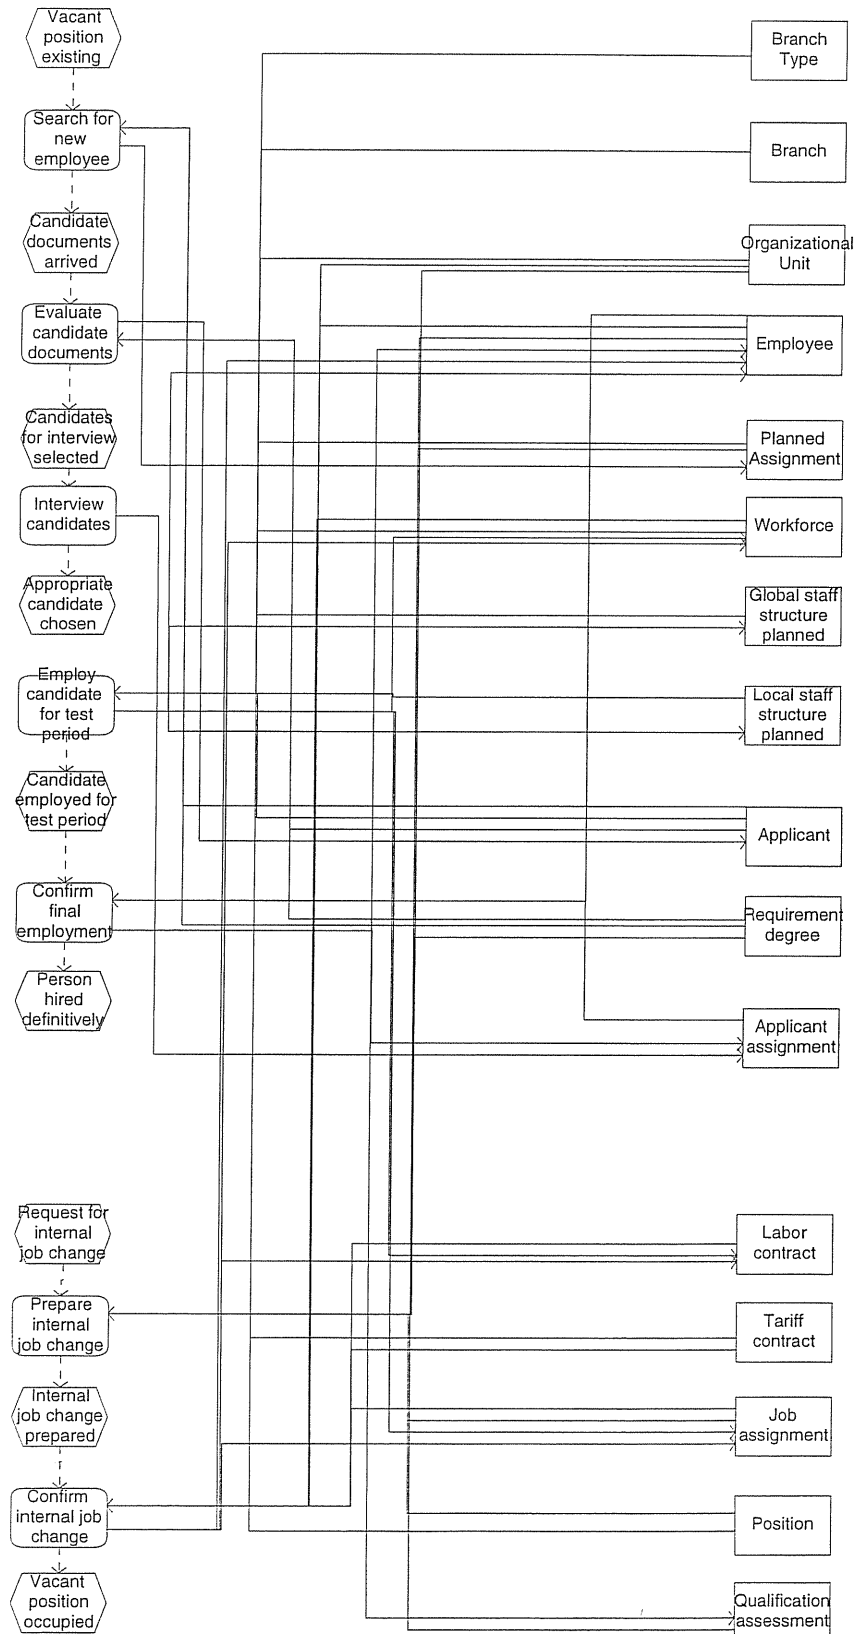 Vacant
position
existing
Search for
new
employee
Candidate
documents
arrived
Evaluate
candidate
documents
Candidates
for interview
selected
Interview
candidates
Appropriate
candidate
chosen
Employ
candidate
for test
period
Candidate
employed for
test period
Confirm
final
employment
Person
hired
definitively
Request for
internal
job change
Prepare
internal
job change
Internal
job change
prepared
Confirm
internal job
change
Vacant
position
occupied
Branch
Type
Branch
Organizational
Unit
Employee
Planned
Assignment
Workforce
Global staff
structure
planned
Local staff
structure
planned
Applicant
Requirement
degree
Applicant
assignment
Labor
contract
Tariff
contract
Job
assignment
Position
Qualification
assessment